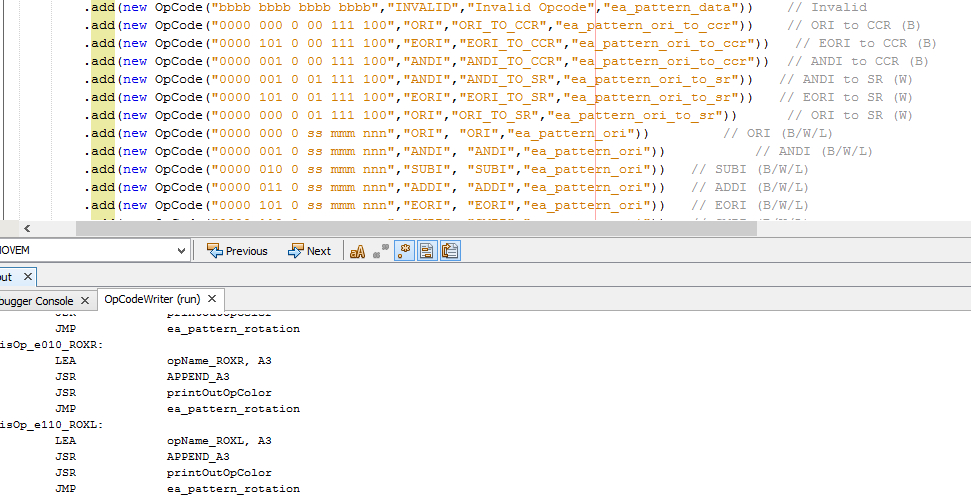 .add(new OpCode("bbbb bbbb bbbb bbbb","INVALID","Invalid Opcode","ea_pattern_data")) // Invalid
.add(new OpCode("0000 000 0 00 111 100","ORI","ORI_TO_CCR","ea_pattern_ori_to_ccr")) // ORI to CCR (B)
.add(new OpCode("0000 101 0 00 111 100","EORI","EORI_TO_CCR","ea_pattern_ori_to_ccr")) // EORI to CCR (B)
.add(new OpCode("0000 001 0 00 111 100","ANDI","ANDI_TO_CCR","ea_pattern_ori_to_ccr")) // ANDI to CCR (B)
.add(new OpCode("0000 001 0 01 111 100","ANDI","ANDI_TO_SR","ea_pattern_ori_to_sr")) // ANDI to SR (W)
.add(new OpCode("0000 101 0 01 111 100","EORI","EORI_TO_SR","ea_pattern_ori_to_sr")) // EORI to SR (W)
.add(new OpCode("0000 000 0 01 111 100","ORI","ORI_TO_SR","ea_pattern_ori_to_sr")) // ORI to SR (W)
.add(new OpCode("0000 000 0 ss mmm nnn","ORI", "ORI","ea_pattern_ori")) // ORI (B/W/L)
.add(new OpCode("0000 001 0 ss mmm nnn","ANDI", "ANDI","ea_pattern_ori")) // ANDI (B/W/L)
.add(new OpCode("0000 010 0 ss mmm nnn","SUBI", "SUBI","ea_pattern_ori")) // SUBI (B/W/L)
.add(new OpCode("0000 011 0 ss mmm nnn","ADDI", "ADDI","ea_pattern_ori")) // ADDI (B/W/L)
.add(new OpCode("0000 101 0 ss mmm nnn","EORI", "EORI","ea_pattern_ori")) // EORI (B/W/L)
MOVEM Previous Next
out
bugger Console OpCodeWriter (run)
JSR printOutOpColor
JMP ea_pattern_rotation
isOp_e010_ROXR:
LEA opName_ROXR, A3
JSR APPEND_A3
JSR printOutOpColor
JMP ea_pattern_rotation
isOp_e110_ROXL:
LEA opName_ROXL, A3
JSR APPEND_A3
JSR printOutOpColor
JMP ea_pattern_rotation